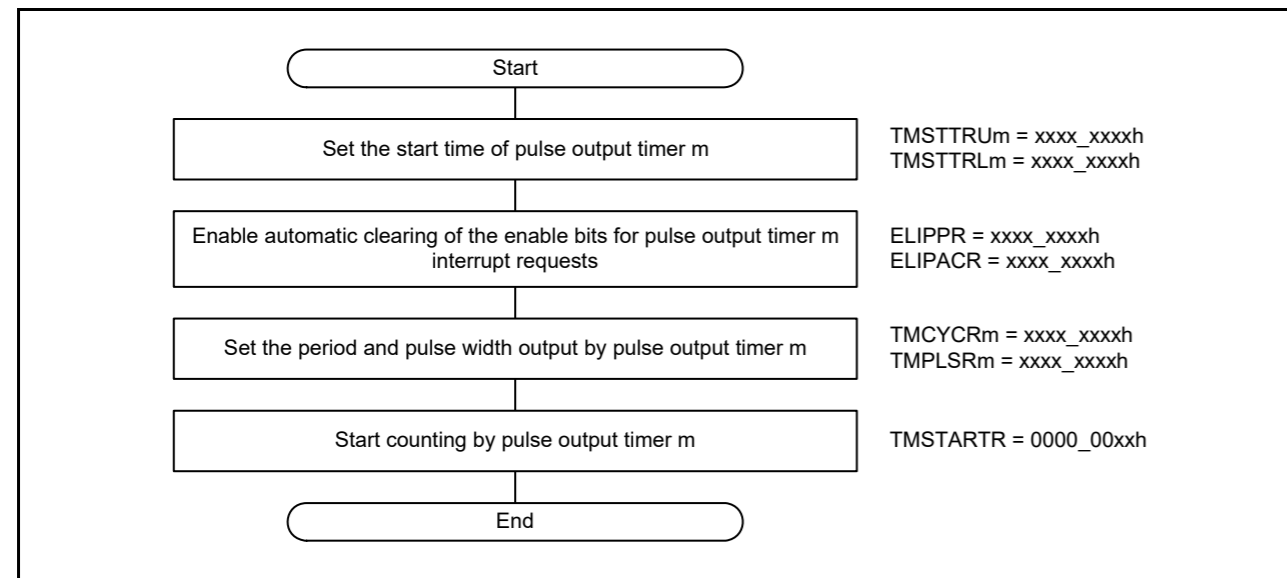 Start
Set the start time of pulse output timer m
TMSTTRUm = xxxx_xxxxh
TMSTTRLm = xxxx_xxxxh
Enable automatic clearing of the enable bits for pulse output timer m
interrupt requests
ELIPPR = xxxx_xxxxh
ELIPACR = xxxx_xxxxh
Set the period and pulse width output by pulse output timer m
TMCYCRm = xxxx_xxxxh
TMPLSRm = xxxx_xxxxh
Start counting by pulse output timer m
TMSTARTR = 0000_00xxh
End